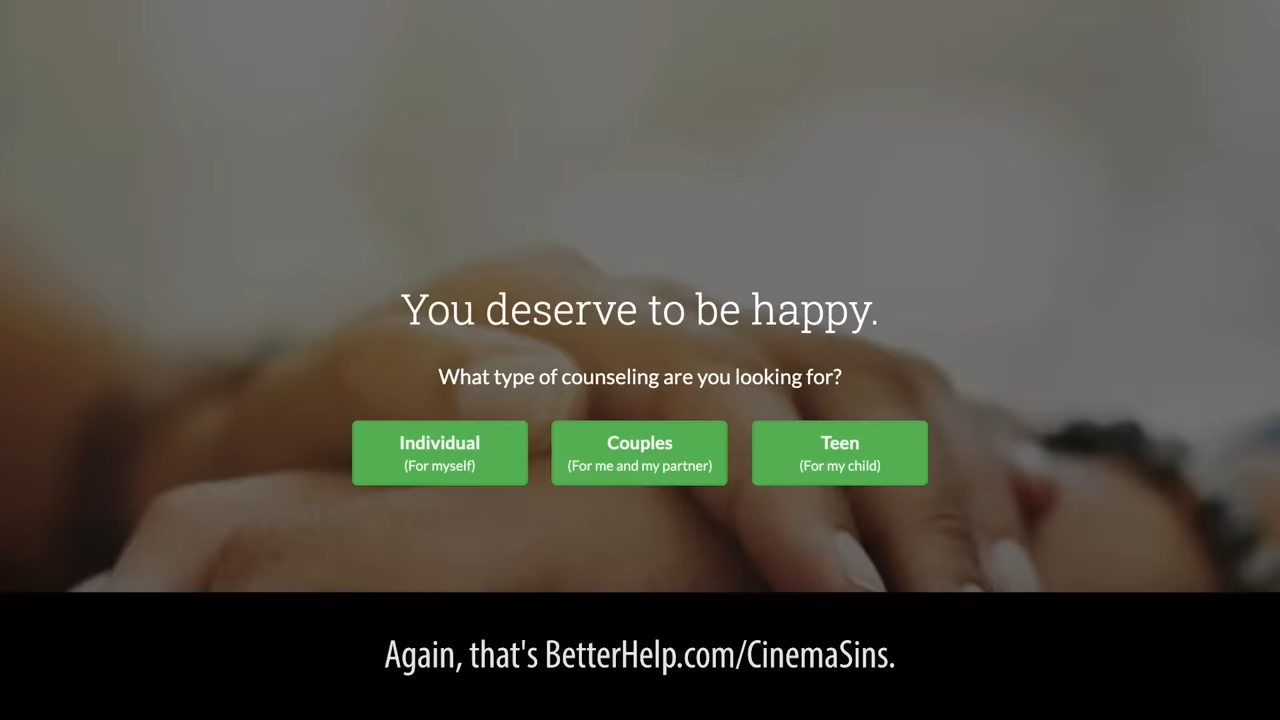 You deserve to be happy.
What type of counseling are you looking for?
Individual Couples Teen
(For myself) (For me and my partner) (For my child)
Again, that's BetterHelp.com/CinemaSins.